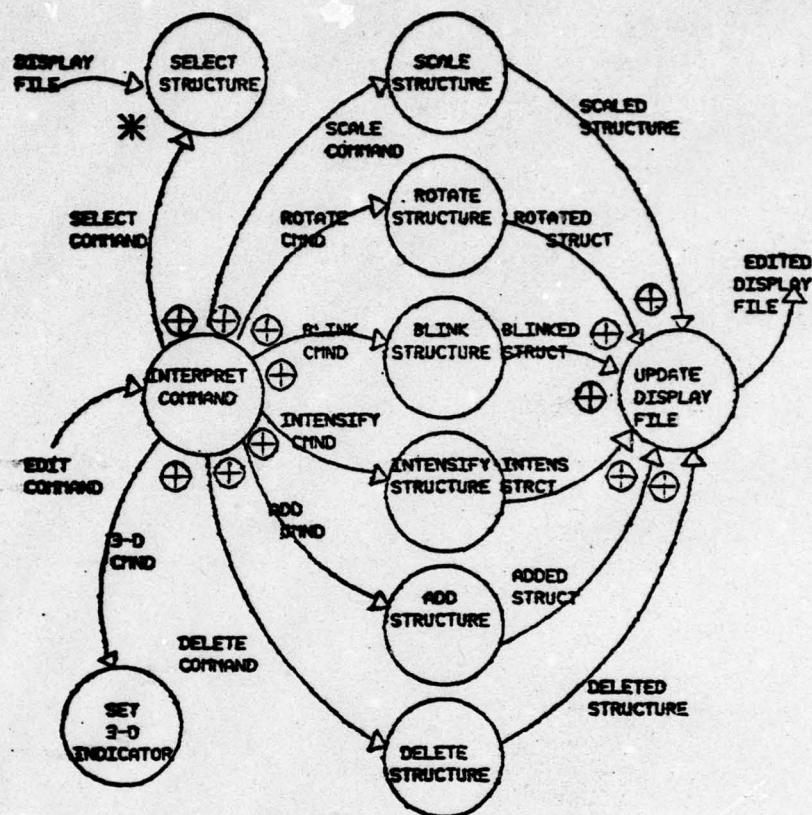 DISPLAY
FILE
SELECT
STRUCTURE
SCALE
STRUCTURE
SCALE
COMMAND
SCALED
STRUCTURE
SELECT
COMMAND
ROTATE
CMND
ROTATE
STRUCTURE
ROTATED
STRUCT
EDITED
DISPLAY
FILE
BLINK
CMND
BLINK
STRUCTURE
BLINKED
STRUCT
INTERPRET
COMMAND
UPDATE
DISPLAY
FILE
EDIT
COMMAND
INTENSIFY
CMND
INTENSIFY
STRUCTURE
INTENS
STRCT
ADD
CMND
3-D
CMND
ADD
STRUCTURE
ADDED
STRUCT
DELETE
COMMAND
DELETED
STRUCTURE
SET
3-D
INDICATOR
DELETE
STRUCTURE